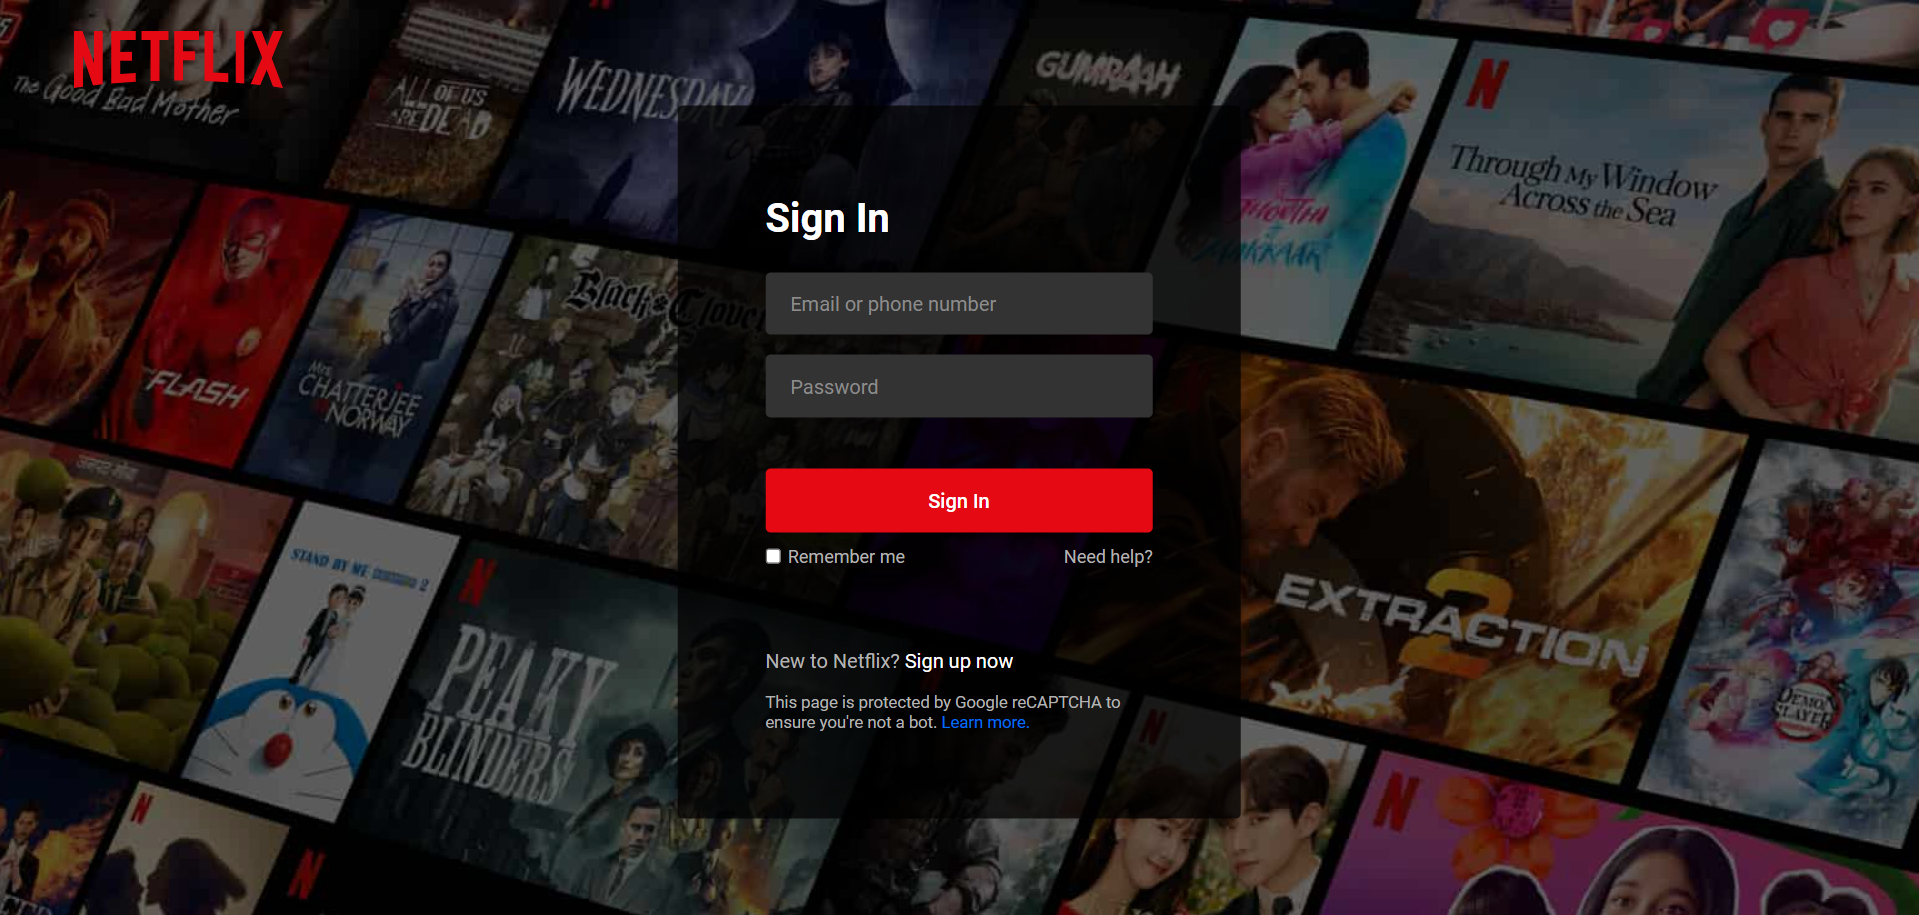 NETFLIX
The Good Bad Mother
ALL OF US
ARE DEAD
WEDNESDAY
GUMRAAH
N
Through My Window
Across the Sea
Sign In
Email or phone number
Password
Sign In
Remember me
Need help?
New to Netflix? Sign up now
This page is protected by Google reCAPTCHA to
ensure you're not a bot. Learn more.
FLASH
Mrs.
CHATTERJEE
NORWAY
Black Clover
STAND BY ME
2
N
PEAKY
BLINDERS
EXTRACTION
2
DEMON
SLAYER
N
N
N
N